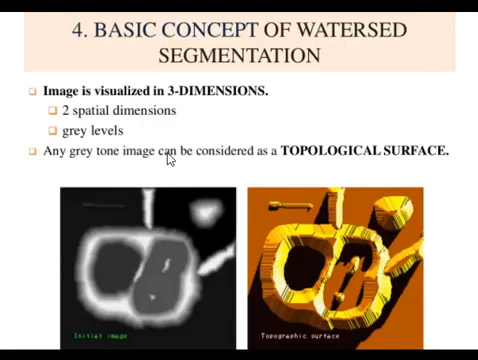 4. BASIC CONCEPT OF WATERSED
SEGMENTATION
Image is visualized in 3-DIMENSIONS.
2 spatial dimensions
grey levels
Any grey tone image can be considered as a TOPOLOGICAL SURFACE.
Initial image
Topographic surface